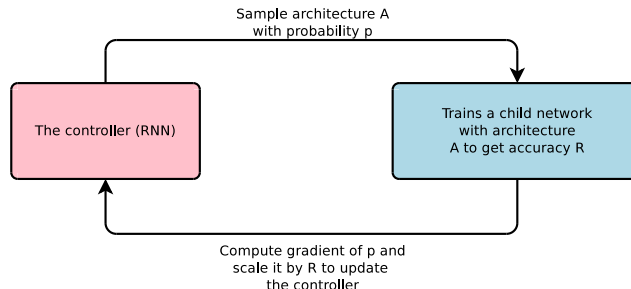 Sample architecture A
with probability p
The controller (RNN)
Trains a child network
with architecture
A to get accuracy R
Compute gradient of p and
scale it by R to update
the controller